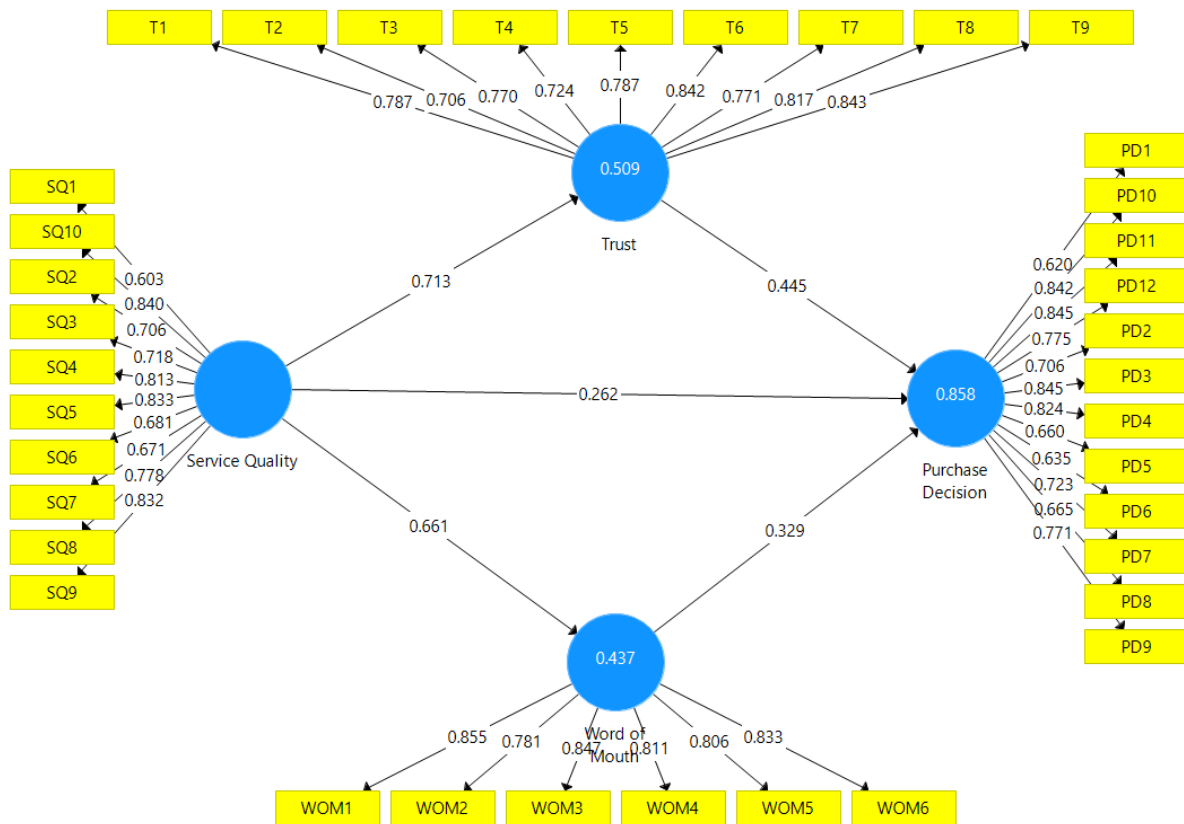 T1
T2
T3
T4
T5
T6
T7
T8
T9
0.787
0.706
0.770
0.724
0.787
0.842
0.771
0.817
0.843
0.509
Trust
SQ1
SQ10
SQ2
SQ3
SQ4
SQ5
SQ6
SQ7
SQ8
SQ9
0.603
0.840
0.706
0.718
0.813
0.833
0.681
0.671
0.778
0.832
Service Quality
0.713
0.445
0.262
0.661
0.329
0.858
Purchase
Decision
0.620
0.842
0.845
0.775
0.706
0.845
0.824
0.660
0.635
0.723
0.665
0.771
PD1
PD10
PD11
PD12
PD2
PD3
PD4
PD5
PD6
PD7
PD8
PD9
0.437
Word of
Mouth
0.855
0.781
0.847
0.811
0.806
0.833
WOM1
WOM2
WOM3
WOM4
WOM5
WOM6